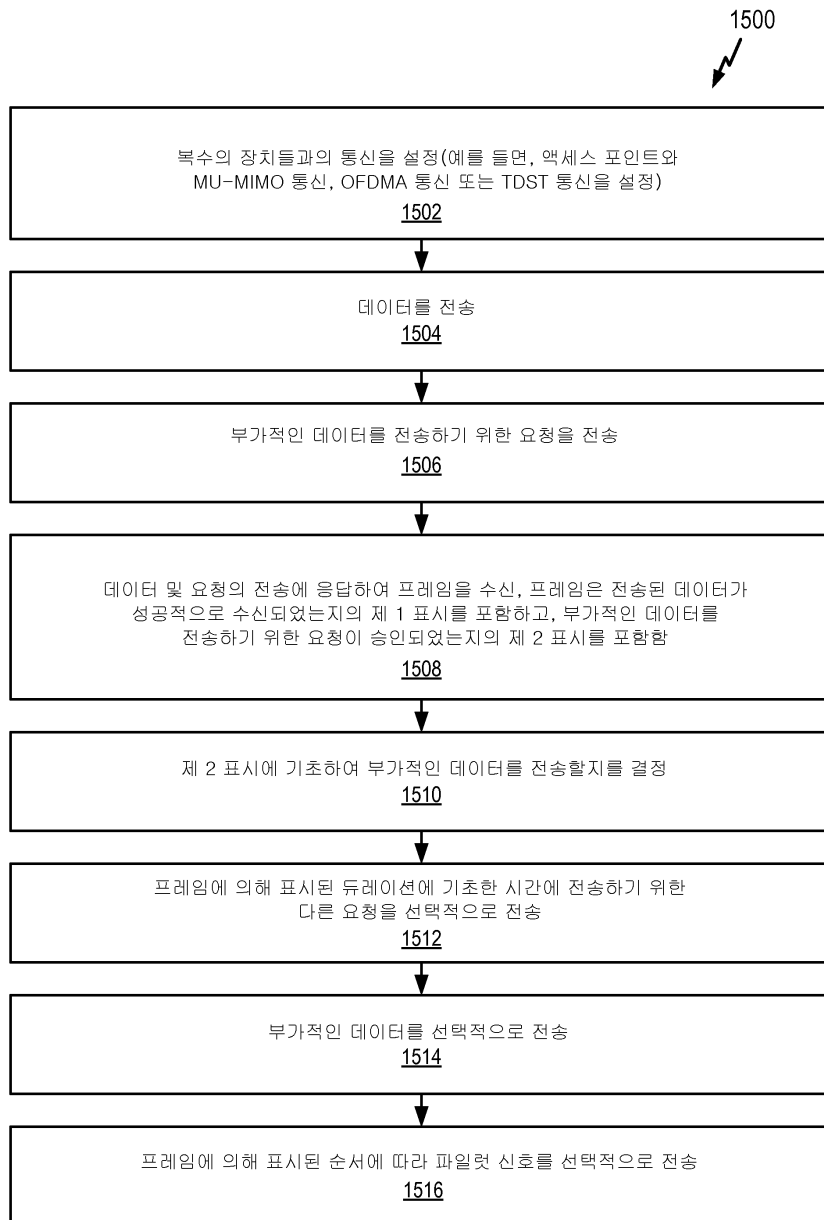 1500
복수의 장치들과의 통신을 설정(예를 들면, 액세스 포인트와
MU-MIMO 통신, OFDMA 통신 또는 TDST 통신을 설정)
1502
데이터를 전송
1504
부가적인 데이터를 전송하기 위한 요청을 전송
1506
데이터 및 요청의 전송에 응답하여 프레임을 수신, 프레임은 전송된 데이터가
성공적으로 수신되었는지의 제 1 표시를 포함하고, 부가적인 데이터를
전송하기 위한 요청이 승인되었는지의 제 2 표시를 포함함
1508
제 2 표시에 기초하여 부가적인 데이터를 전송할지를 결정
1510
프레임에 의해 표시된 듀레이션에 기초한 시간에 전송하기 위한
다른 요청을 선택적으로 전송
1512
부가적인 데이터를 선택적으로 전송
1514
프레임에 의해 표시된 순서에 따라 파일럿 신호를 선택적으로 전송
1516